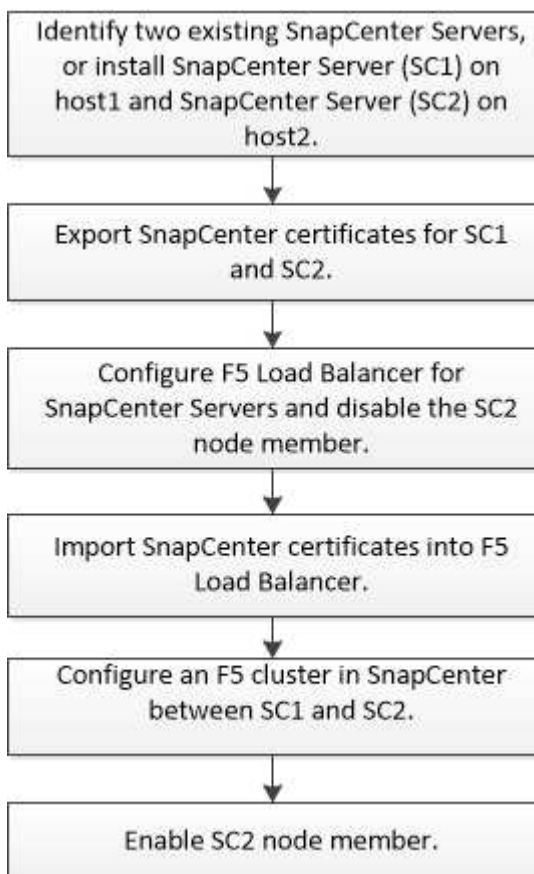 Identify two existing SnapCenter Servers,
or install SnapCenter Server (SC1) on
host1 and SnapCenter Server (SC2) on
host2.
Export SnapCenter certificates for SC1
and SC2.
Configure F5 Load Balancer for
SnapCenter Servers and disable the SC2
node member.
Import SnapCenter certificates into F5
Load Balancer.
Configure an F5 cluster in SnapCenter
between SC1 and SC2.
Enable SC2 node member.